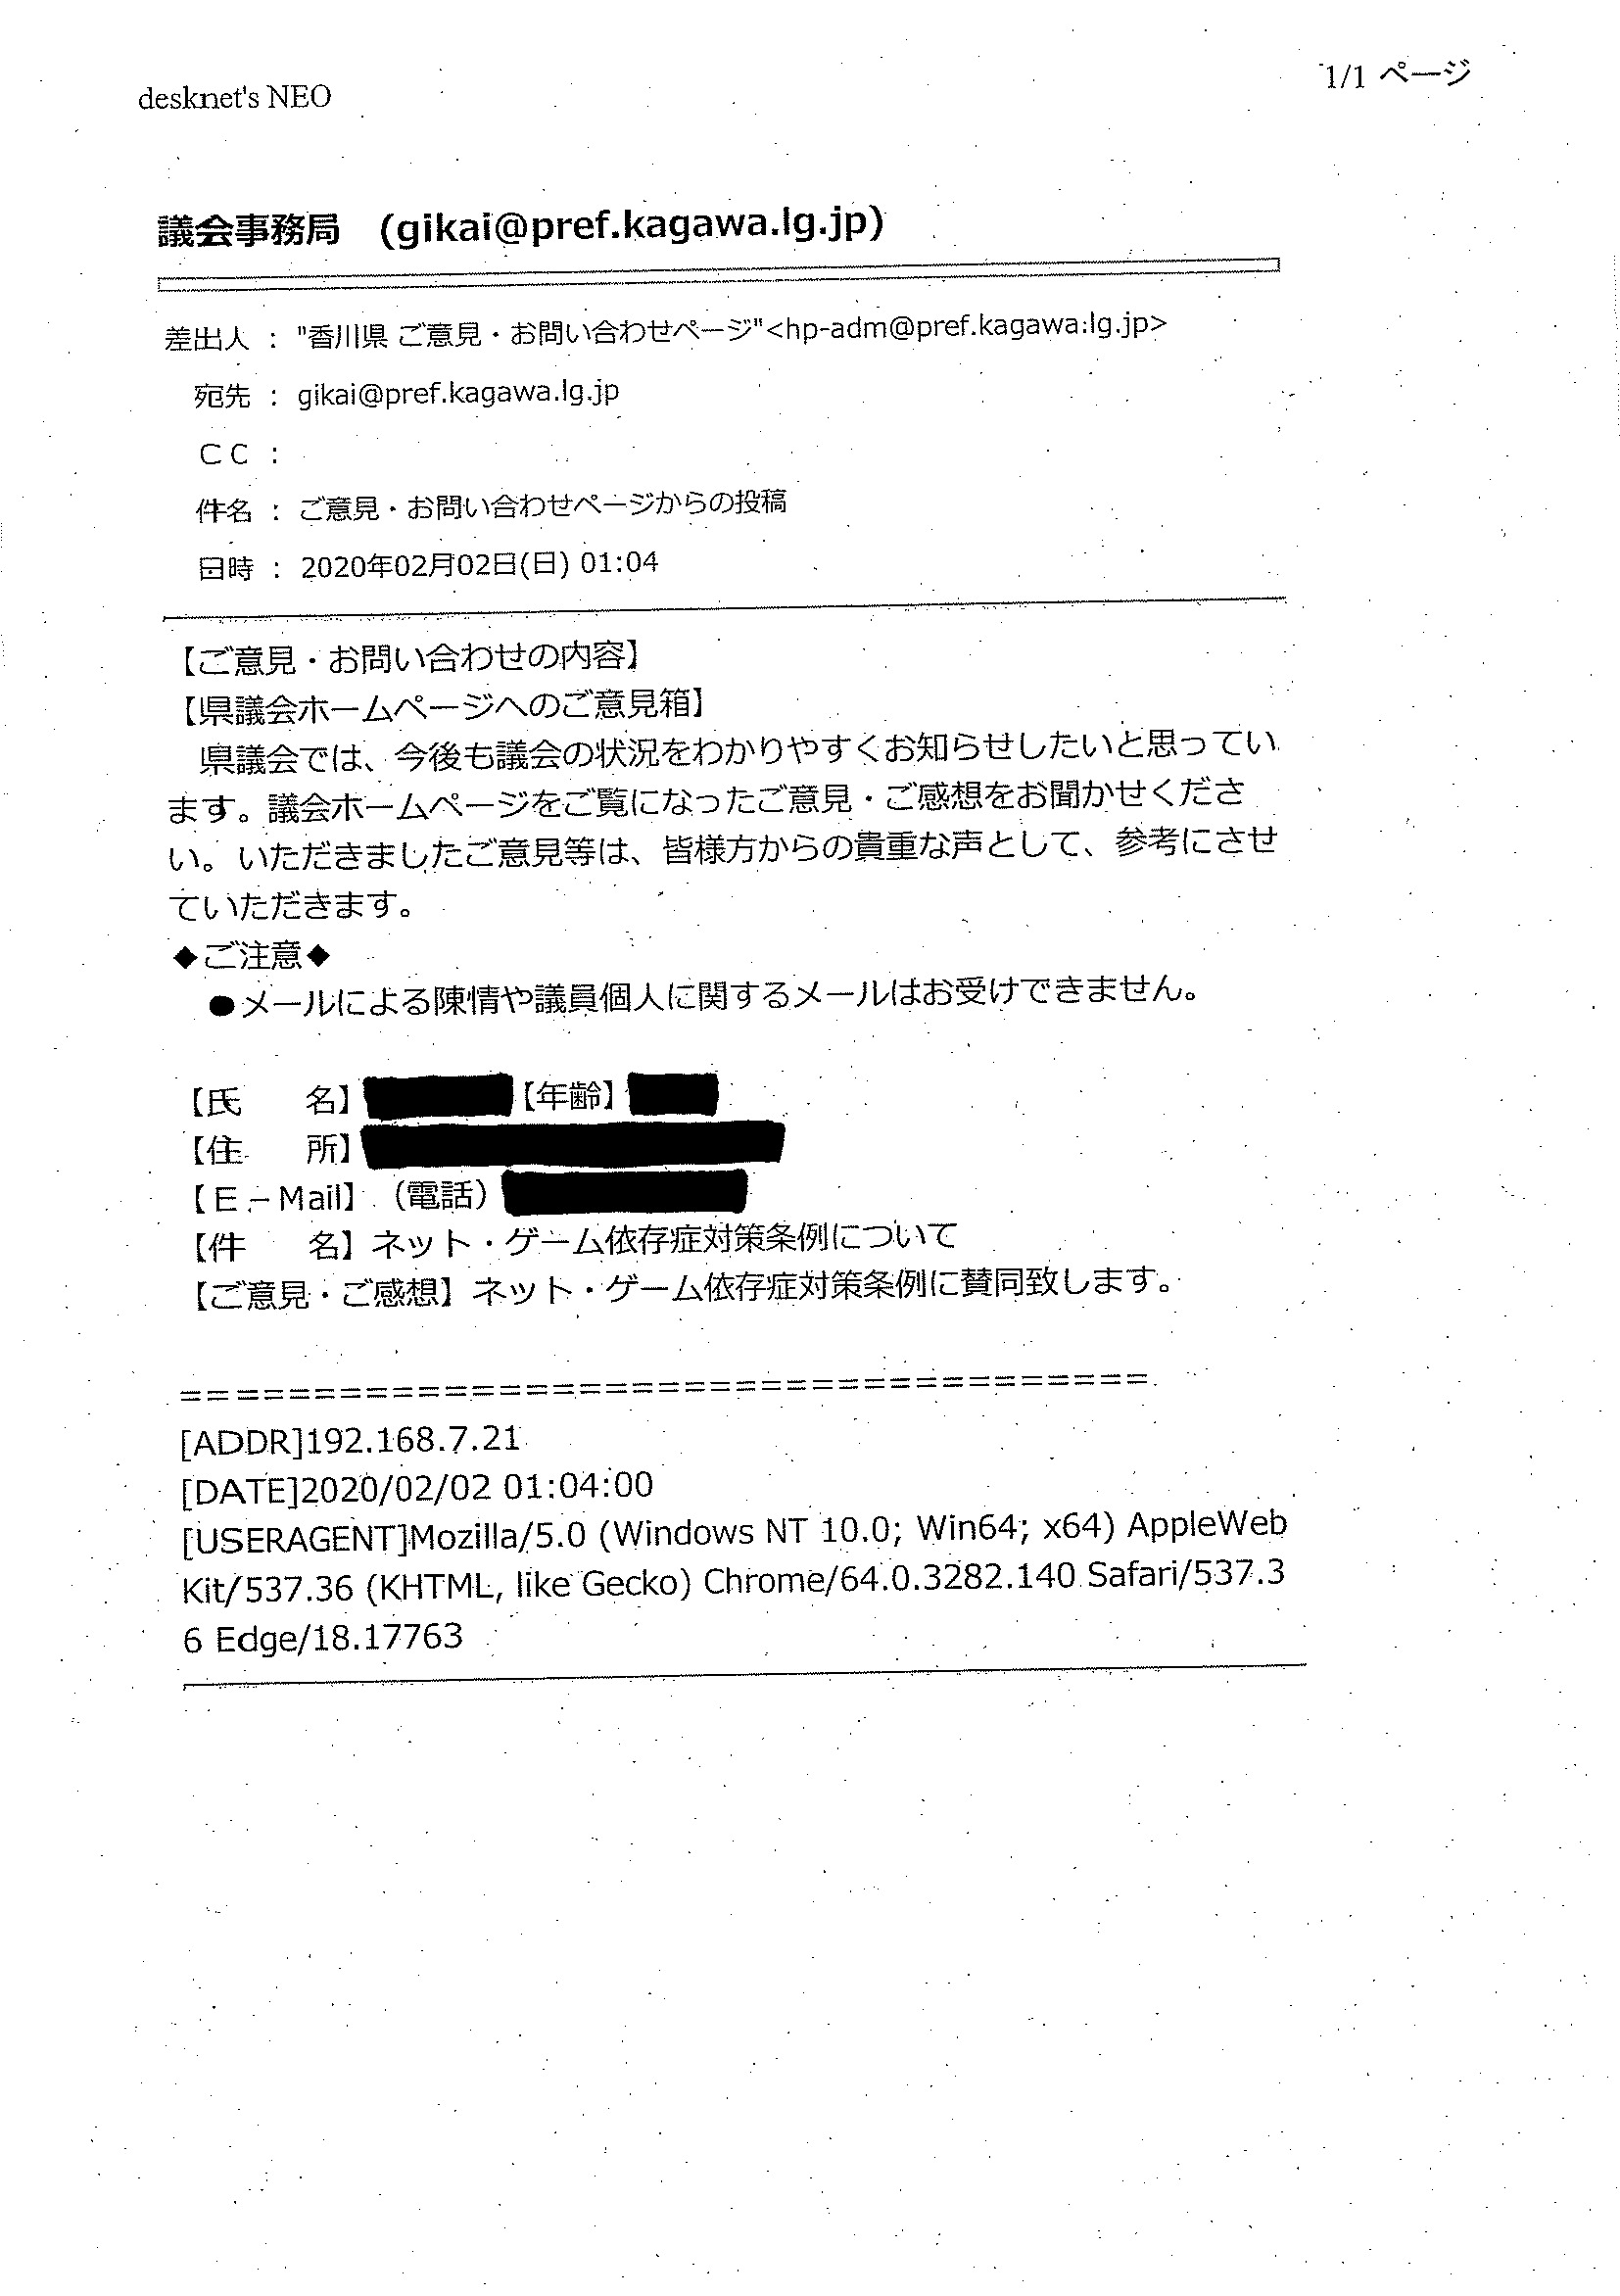 desknet's NEO
1/1 ページ
議会事務局 (gikai@pref.kagawa.lg.jp)
差出人 : "香川県 ご意見・お問い合わせページ"<hp-adm@pref.kagawa.lg.jp>
宛先 : gikai@pref.kagawa.lg.jp
CC :
件名 : ご意見・お問い合わせページからの投稿
日時 : 2020年02月02日(日) 01:04
【ご意見・お問い合わせの内容】
【県議会ホームページへのご意見箱】
県議会では、今後も議会の状況をわかりやすくお知らせしたいと思ってい
ます。議会ホームページをご覧になったご意見・ご感想をお聞かせくださ
い。いただきましたご意見等は、皆様方からの貴重な声として、参考にさせ
ていただきます。
◆ご注意◆
●メールによる陳情や議員個人に関するメールはお受けできません。
【氏　　名】 【年齢】
【住　　所】
【E－Mail】（電話）
【件　　名】ネット・ゲーム依存症対策条例について
【ご意見・ご感想】ネット・ゲーム依存症対策条例に賛同致します。
=====================================
[ADDR]192.168.7.21
[DATE]2020/02/02 01:04:00
[USERAGENT]Mozilla/5.0 (Windows NT 10.0; Win64; x64) AppleWeb
Kit/537.36 (KHTML, like Gecko) Chrome/64.0.3282.140 Safari/537.3
6 Edge/18.17763